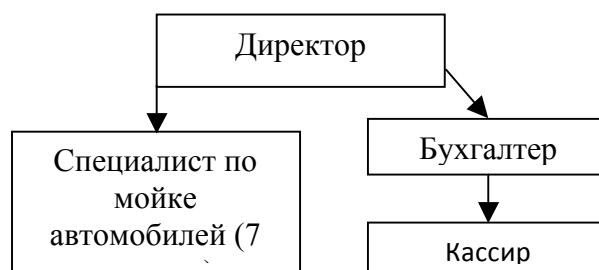 Директор
Специалист по
мойке
автомобилей (7
Бухгалтер
Кассир